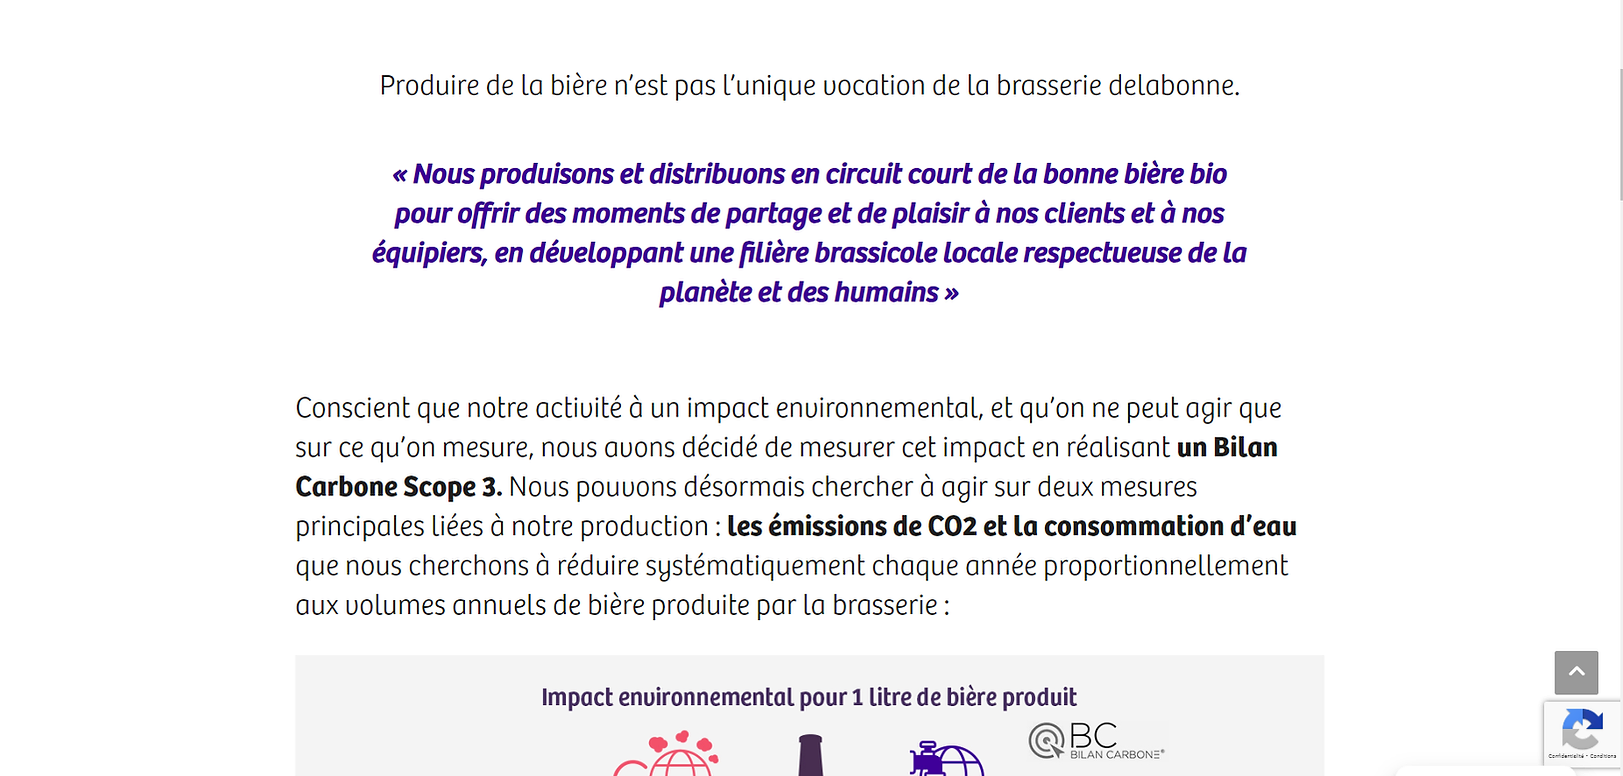 Produire de la bière n’est pas l’unique vocation de la brasserie delabonne.
« Nous produisons et distribuons en circuit court de la bonne bière bio
pour offrir des moments de partage et de plaisir à nos clients et à nos
équipiers, en développant une filière brassicole locale respectueuse de la
planète et des humains »
Conscient que notre activité à un impact environnemental, et qu’on ne peut agir que
sur ce qu’on mesure, nous avons décidé de mesurer cet impact en réalisant un Bilan
Carbone Scope 3. Nous pouvons désormais chercher à agir sur deux mesures
principales liées à notre production : les émissions de CO2 et la consommation d’eau
que nous cherchons à réduire systématiquement chaque année proportionnellement
aux volumes annuels de bière produite par la brasserie :
Impact environnemental pour 1 litre de bière produit
BC
BILAN CARBONE®
Confidentialité - Conditions